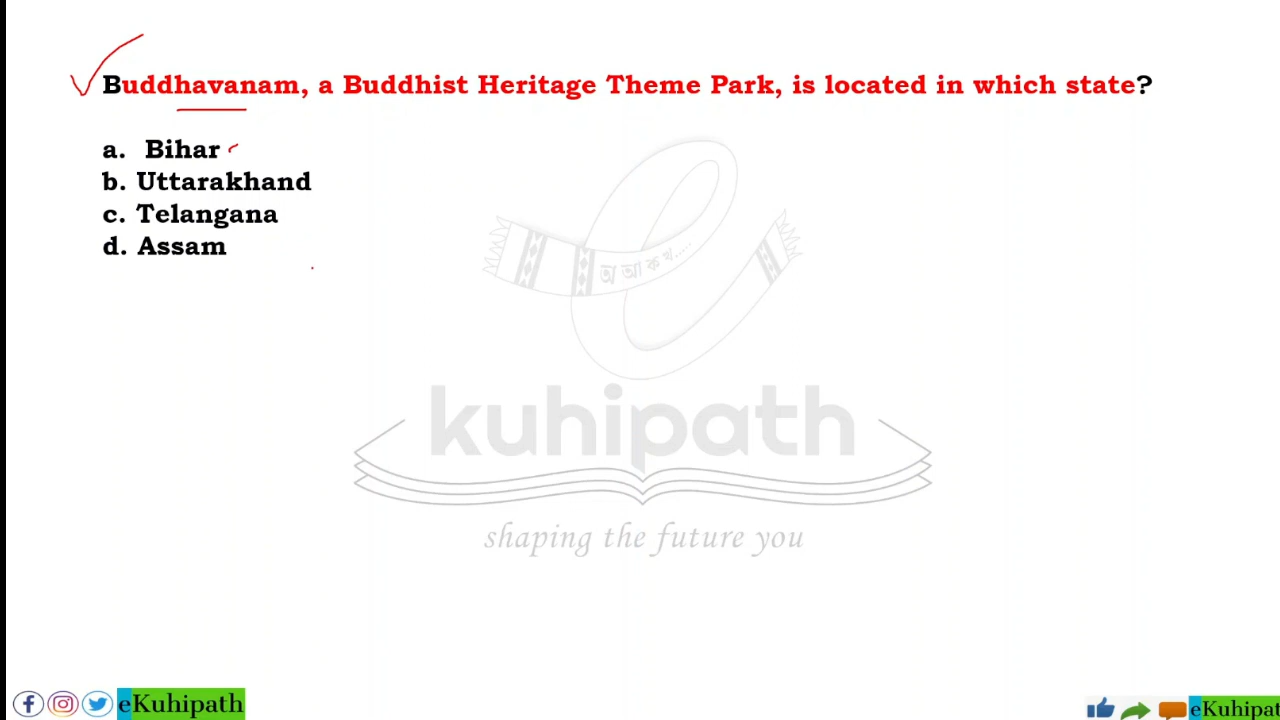 Buddhavanam, a Buddhist Heritage Theme Park, is located in which state?
a. Bihar
b. Uttarakhand
c. Telangana
d. Assam
অ আ ক খ.....
kuhipath
shaping the future you
eKuhipath
eKuhipat